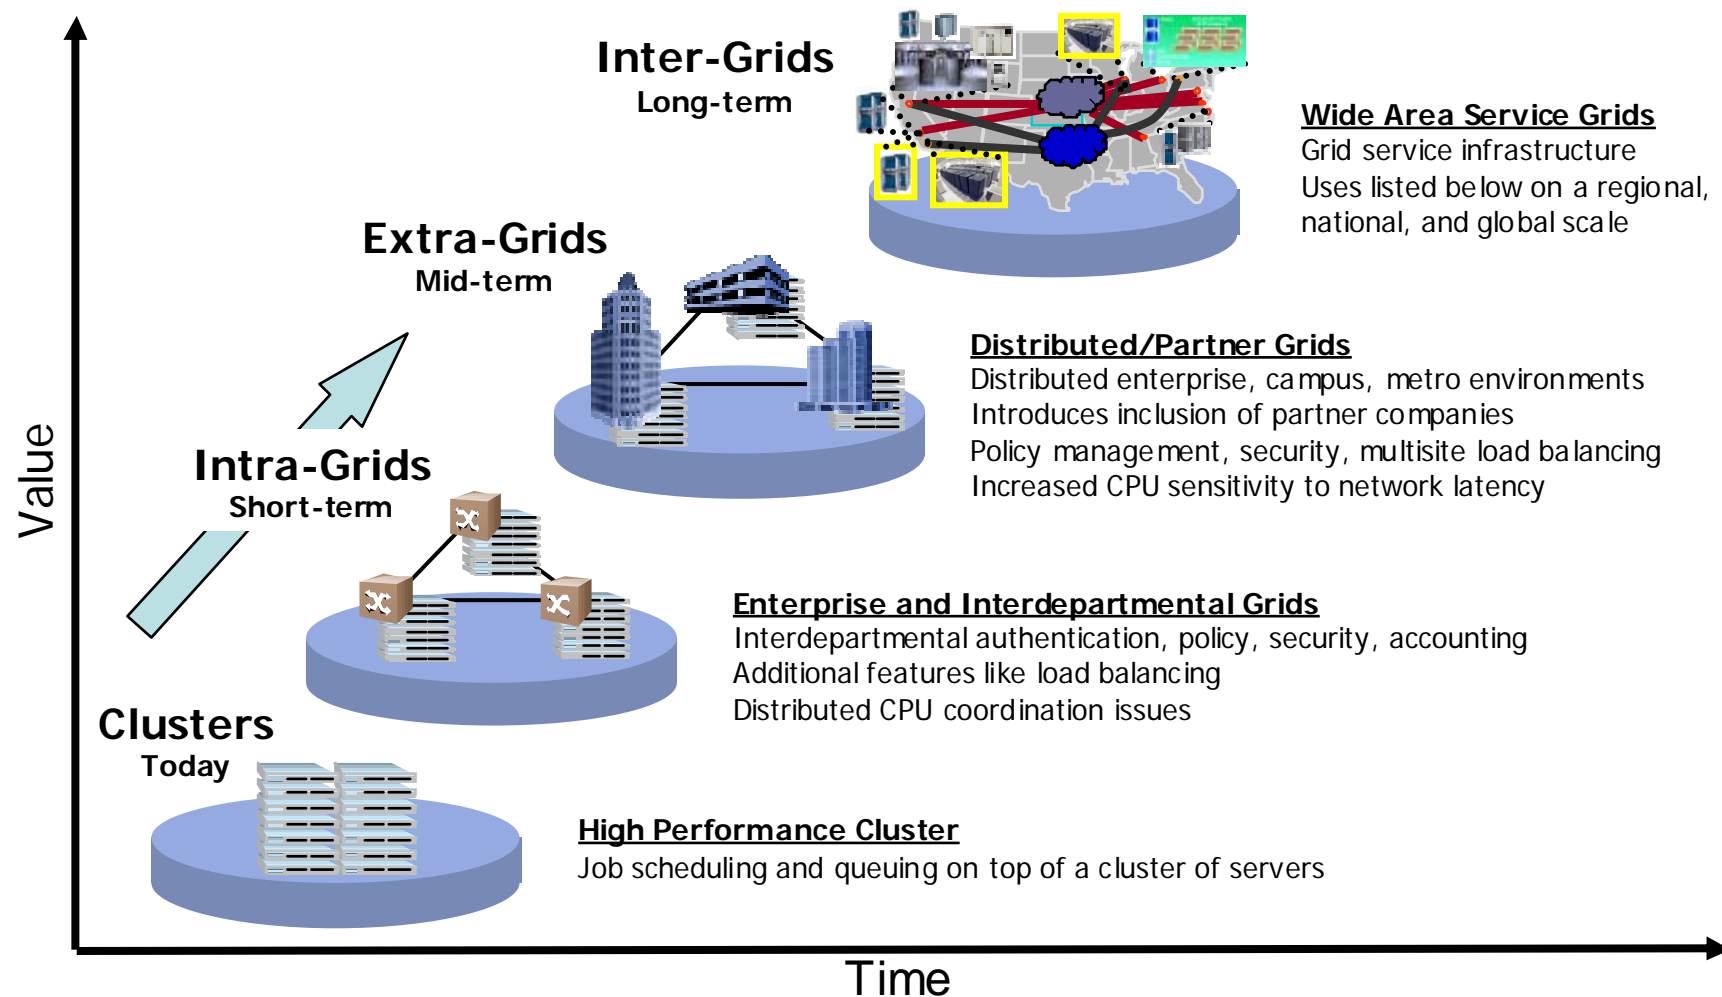 Inter-Grids
Long-term
Wide Area Service Grids
Grid service infrastructure
Uses listed below on a regional,
national, and global scale
Extra-Grids
Mid-term
Distributed/Partner Grids
Distributed enterprise, campus, metro environments
Introduces inclusion of partner companies
Policy management, security, multisite load balancing
Increased CPU sensitivity to network latency
Value
Intra-Grids
Short-term
Enterprise and Interdepartmental Grids
Interdepartmental authentication, policy, security, accounting
Additional features like load balancing
Distributed CPU coordination issues
Clusters
Today
High Performance Cluster
Job scheduling and queuing on top of a cluster of servers
Time